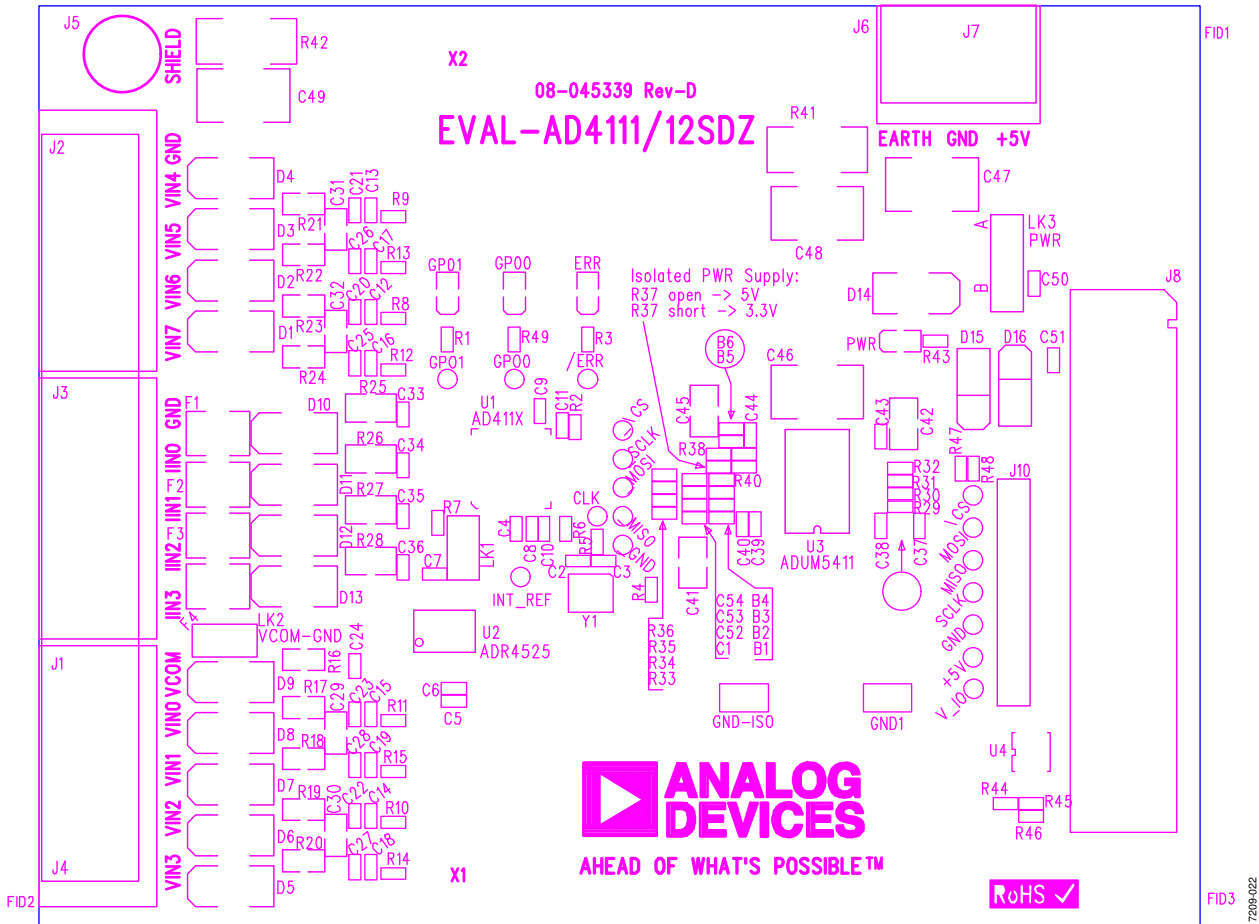 J5
SHIELD
R42
C49
X2
08-045339 Rev-D
EVAL-AD4111/12SDZ
R41
J6
J7
EARTH GND +5V
FID1
J2
VIN4 GND
VIN5
VIN6
VIN7
D4
D3
D2
D1
R21
R22
R23
R24
C31
C21
C13
R9
C26
C17
R13
C32
C20
C12
R8
C25
C16
R12
GPO1
GPO0
ERR
R1
R49
R3
GPO1
GPO0
/ERR
Isolated PWR Supply:
R37 open -> 5V
R37 short -> 3.3V
B6
B5
C48
C47
C46
D14
PWR
R43
A
B
LK3
PWR
C50
D15
D16
C51
J8
J3
IIN0 GND
IIN1
IIN2
IIN3
F1
F2
F3
F4
D10
D11
D12
D13
R25
R26
R27
R28
C33
C34
C35
C36
U1
AD411X
C9
C11
R2
R7
LK1
C7
C4
C8
C10
R6
R5
C2
C3
Y1
INT_REF
CLK
/CS
SCLK
MOSI
MISO
GND
R4
C45
C44
R38
R40
C40
C39
C41
U3
ADUM5411
C43
C42
R32
R31
R30
R29
C38
C37
R47
R48
J10
/CS
MOSI
MISO
SCLK
GND
+5V
V_IO
C54 B4
C53 B3
C52 B2
C1 B1
R36
R35
R34
R33
LK2
VCOM-GND
U2
ADR4525
C6
C5
GND-ISO
GND1
J1
J4
VIN0 VCOM
VIN1
VIN2
VIN3
D9
D8
D7
D6
D5
R16
R17
R18
R19
R20
C24
C29
C23
C15
R11
C28
C19
R15
C30
C22
C14
R10
C27
C18
R14
U4
R44
R45
R46
ANALOG
DEVICES
AHEAD OF WHAT'S POSSIBLE™
X1
RoHS
FID2
FID3
7209-022